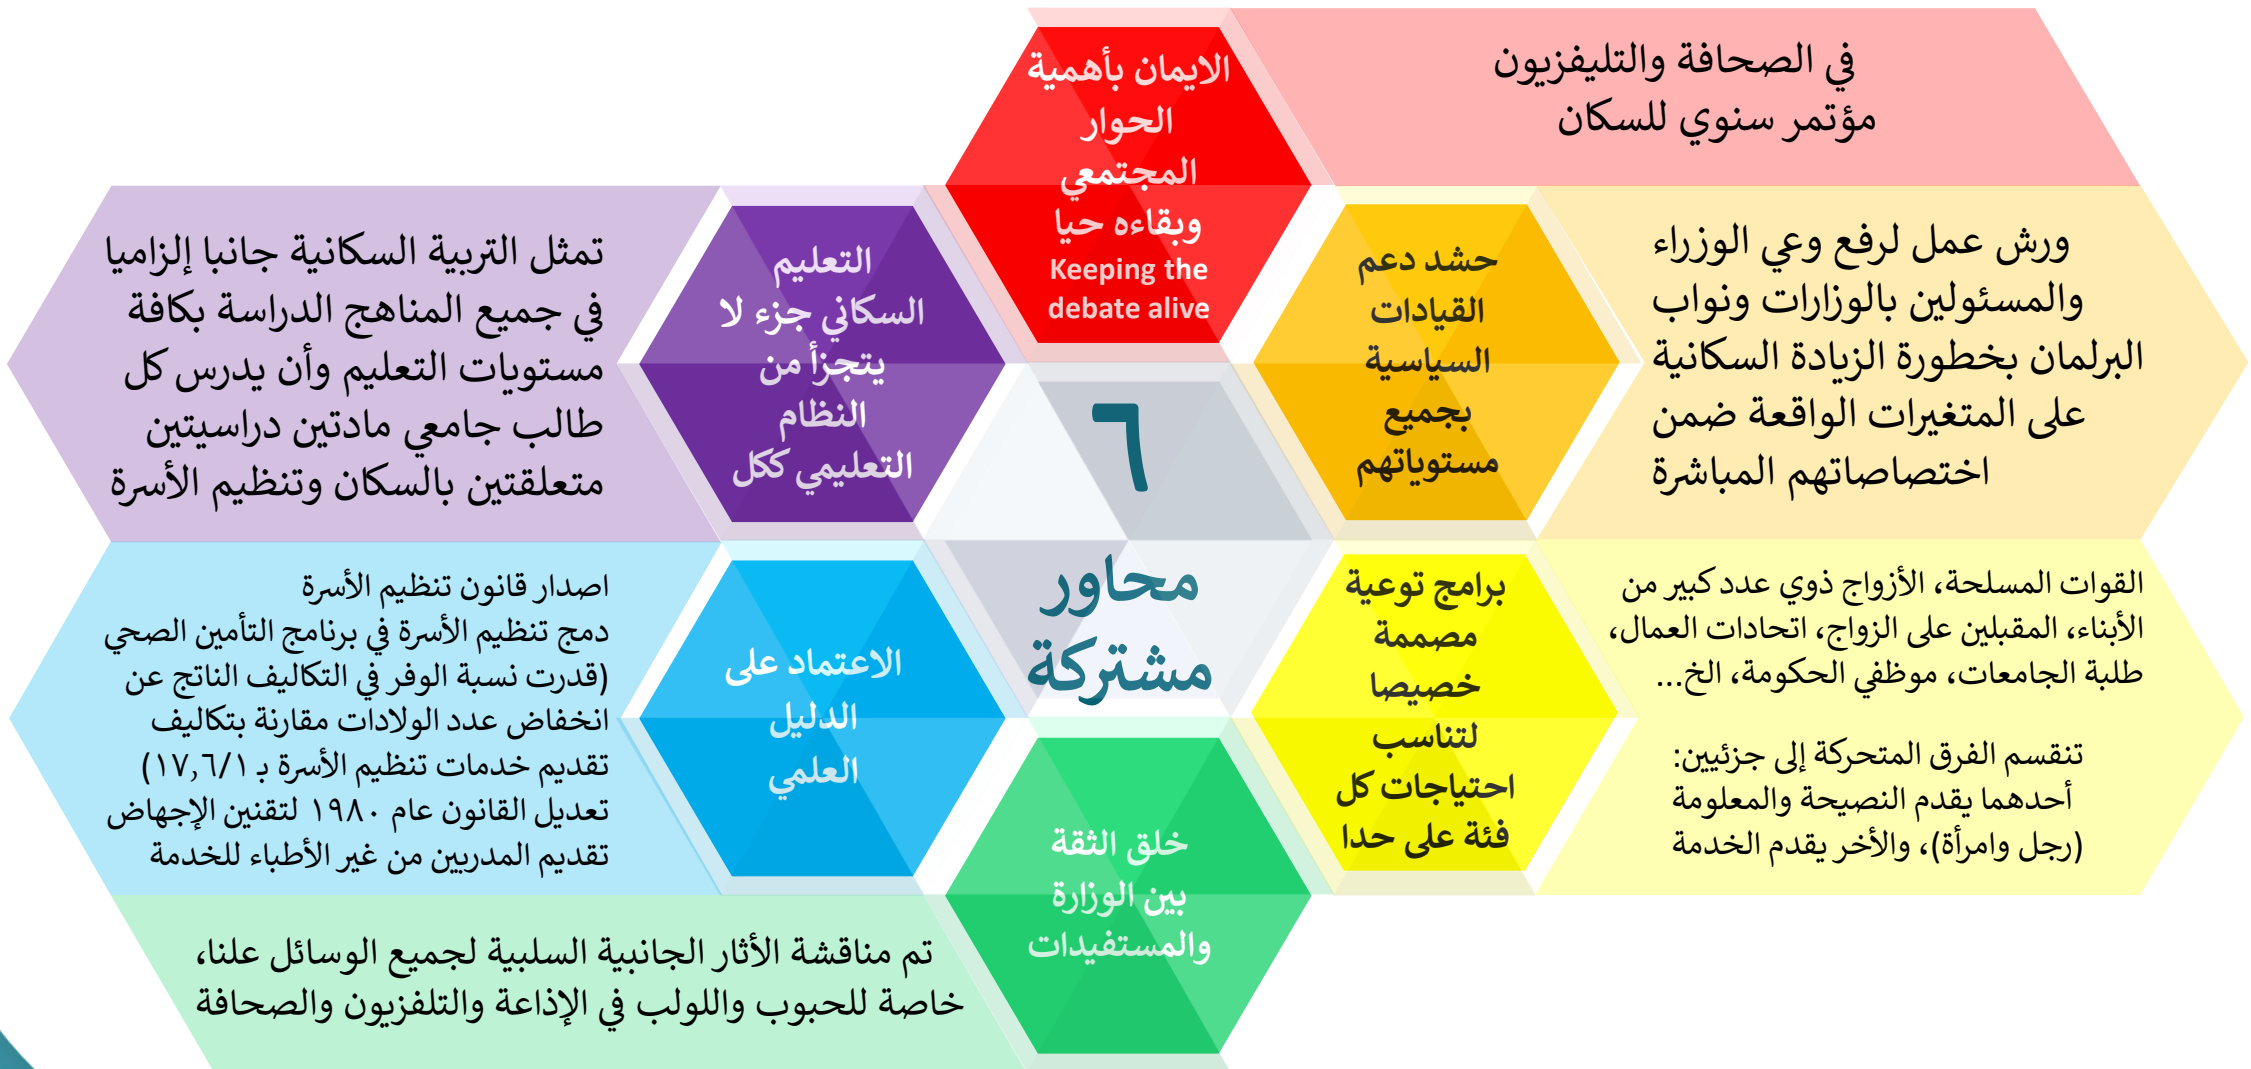 الايمان بأهمية
الحوار
المجتمعي
وبقاءه حيا
Keeping the
debate alive
في الصحافة والتليفزيون
مؤتمر سنوي للسكان
حشد دعم
القيادات
السياسية
بجميع
مستوياتهم
ورش عمل لرفع وعي الوزراء
والمسئولين بالوزارات ونواب
البرلمان بخطورة الزيادة السكانية
على المتغيرات الواقعة ضمن
اختصاصاتهم المباشرة
برامج توعية
مصممة
خصيصا
لتناسب
احتياجات كل
فئة على حدا
القوات المسلحة، الأزواج ذوي عدد كبير من
الأبناء، المقبلين على الزواج، اتحادات العمال،
طلبة الجامعات، موظفي الحكومة، الخ...
تنقسم الفرق المتحركة إلى جزئيين:
أحدهما يقدم النصيحة والمعلومة
(رجل وامرأة)، والأخر يقدم الخدمة
خلق الثقة
بين الوزارة
والمستفيدات
تم مناقشة الأثار الجانبية السلبية لجميع الوسائل علنا،
خاصة للحبوب واللولب في الإذاعة والتلفزيون والصحافة
الاعتماد على
الدليل
العلمي
اصدار قانون تنظيم الأسرة
دمج تنظيم الأسرة في برنامج التأمين الصحي
(قدرت نسبة الوفر في التكاليف الناتج عن
انخفاض عدد الولادات مقارنة بتكاليف
تقديم خدمات تنظيم الأسرة بـ ١٧,٦/١)
تعديل القانون عام ١٩٨٠ لتقنين الإجهاض
تقديم المدربين من غير الأطباء للخدمة
التعليم
السكاني جزء لا
يتجزأ من
النظام
التعليمي ككل
تمثل التربية السكانية جانبا إلزاميا
في جميع المناهج الدراسة بكافة
مستويات التعليم وأن يدرس كل
طالب جامعي مادتين دراسيتين
متعلقتين بالسكان وتنظيم الأسرة
٦
محاور
مشتركة